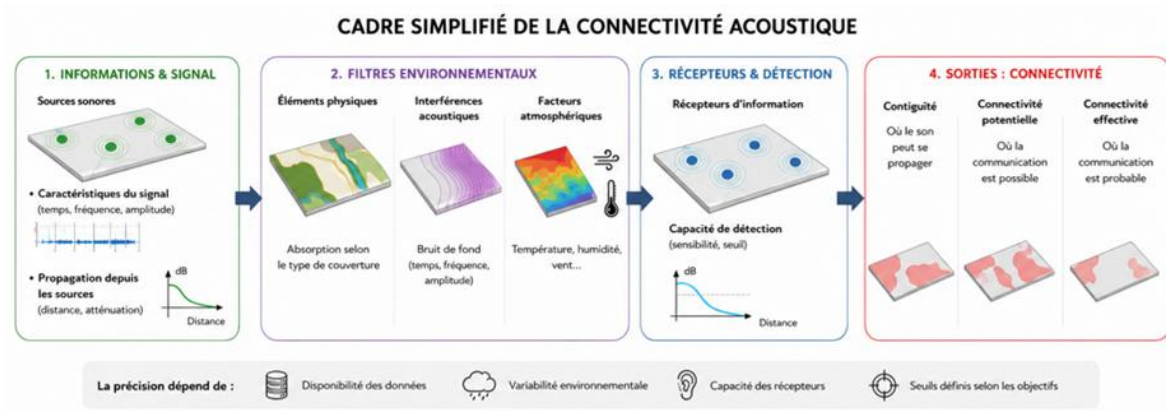 CADRE SIMPLIFIÉ DE LA CONNECTIVITÉ ACOUSTIQUE
1. INFORMATIONS & SIGNAL
Sources sonores
• Caractéristiques du signal
(temps, fréquence, amplitude)
• Propagation depuis
les sources
(distance, atténuation)
dB
Distance
2. FILTRES ENVIRONNEMENTAUX
Éléments physiques
Absorption selon
le type de couverture
Interférences
acoustiques
Bruit de fond
(temps, fréquence,
amplitude)
Facteurs
atmosphériques
Température, humidité,
vent...
3. RÉCEPTEURS & DÉTECTION
Récepteurs d'information
Capacité de détection
(sensibilité, seuil)
dB
Distance
4. SORTIES : CONNECTIVITÉ
Contiguïté
Où le son
peut se
propager
Connectivité
potentielle
Où la
communication
est possible
Connectivité
effective
Où la
communication
est probable
La précision dépend de :
Disponibilité des données
Variabilité environnementale
Capacité des récepteurs
Seuils définis selon les objectifs